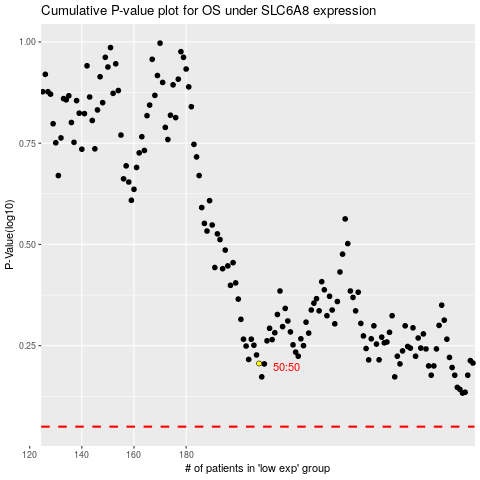 Cumulative P-value plot for OS under SLC6A8 expression
P-Value(log10)
1.00
0.75
0.50
0.25
50:50
120 140 160 180
# of patients in 'low exp' group